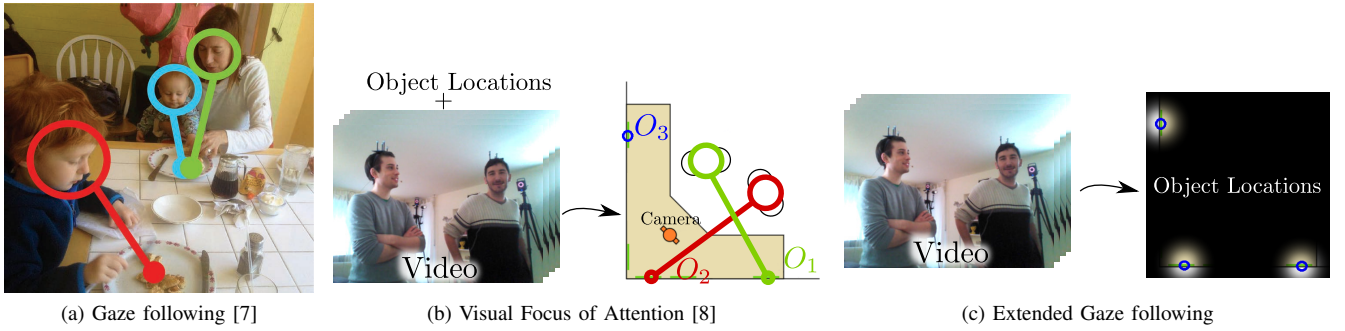 Object Locations
+
Video
O3
Camera
O2
O1
Video
Object Locations
(a) Gaze following [7]
(b) Visual Focus of Attention [8]
(c) Extended Gaze following